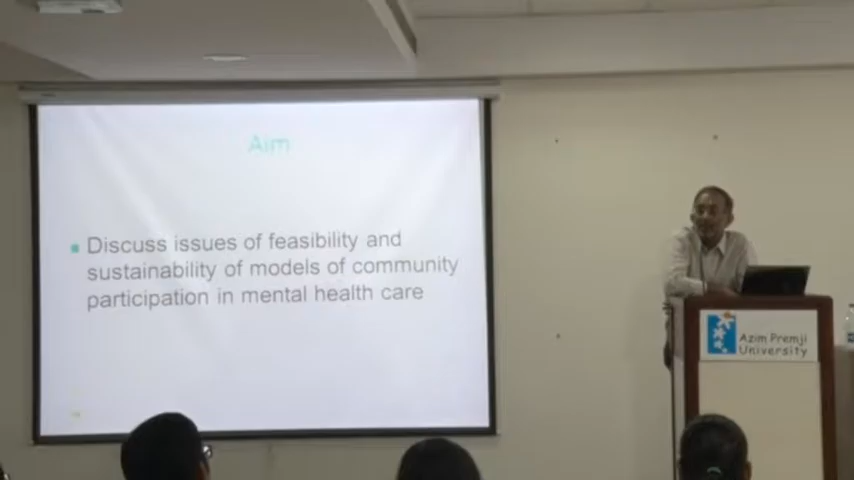 Aim
Discuss issues of feasibility and
sustainability of models of community
participation in mental health care
Azim Premji
University